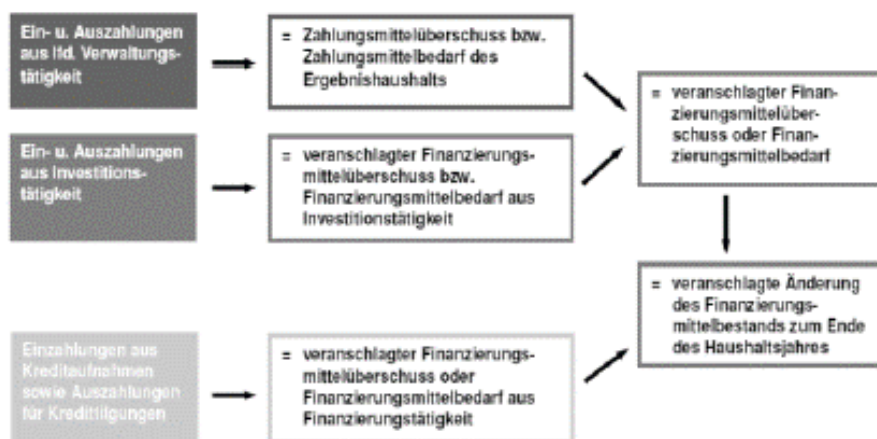 Ein- u. Auszahlungen
aus lfd. Verwaltungs-
tätigkeit
= Zahlungsmittelüberschuss bzw.
Zahlungsmittelbedarf des
Ergebnishaushalts
= veranschlagter Finan-
zierungsmittelüber-
schuss oder Finan-
zierungsmittelbedarf
Ein- u. Auszahlungen
aus Investitions-
tätigkeit
= veranschlagter Finanzierungs-
mittelüberschuss bzw.
Finanzierungsmittelbedarf aus
Investitionstätigkeit
= veranschlagte Änderung
des Finanzierungs-
mittelbestands zum Ende
des Haushaltsjahres
Einzahlungen aus
Kreditaufnahmen
sowie Auszahlungen
für Kredittilgungen
= veranschlagter Finanzierungs-
mittelüberschuss oder
Finanzierungsmittelbedarf aus
Finanzierungstätigkeit